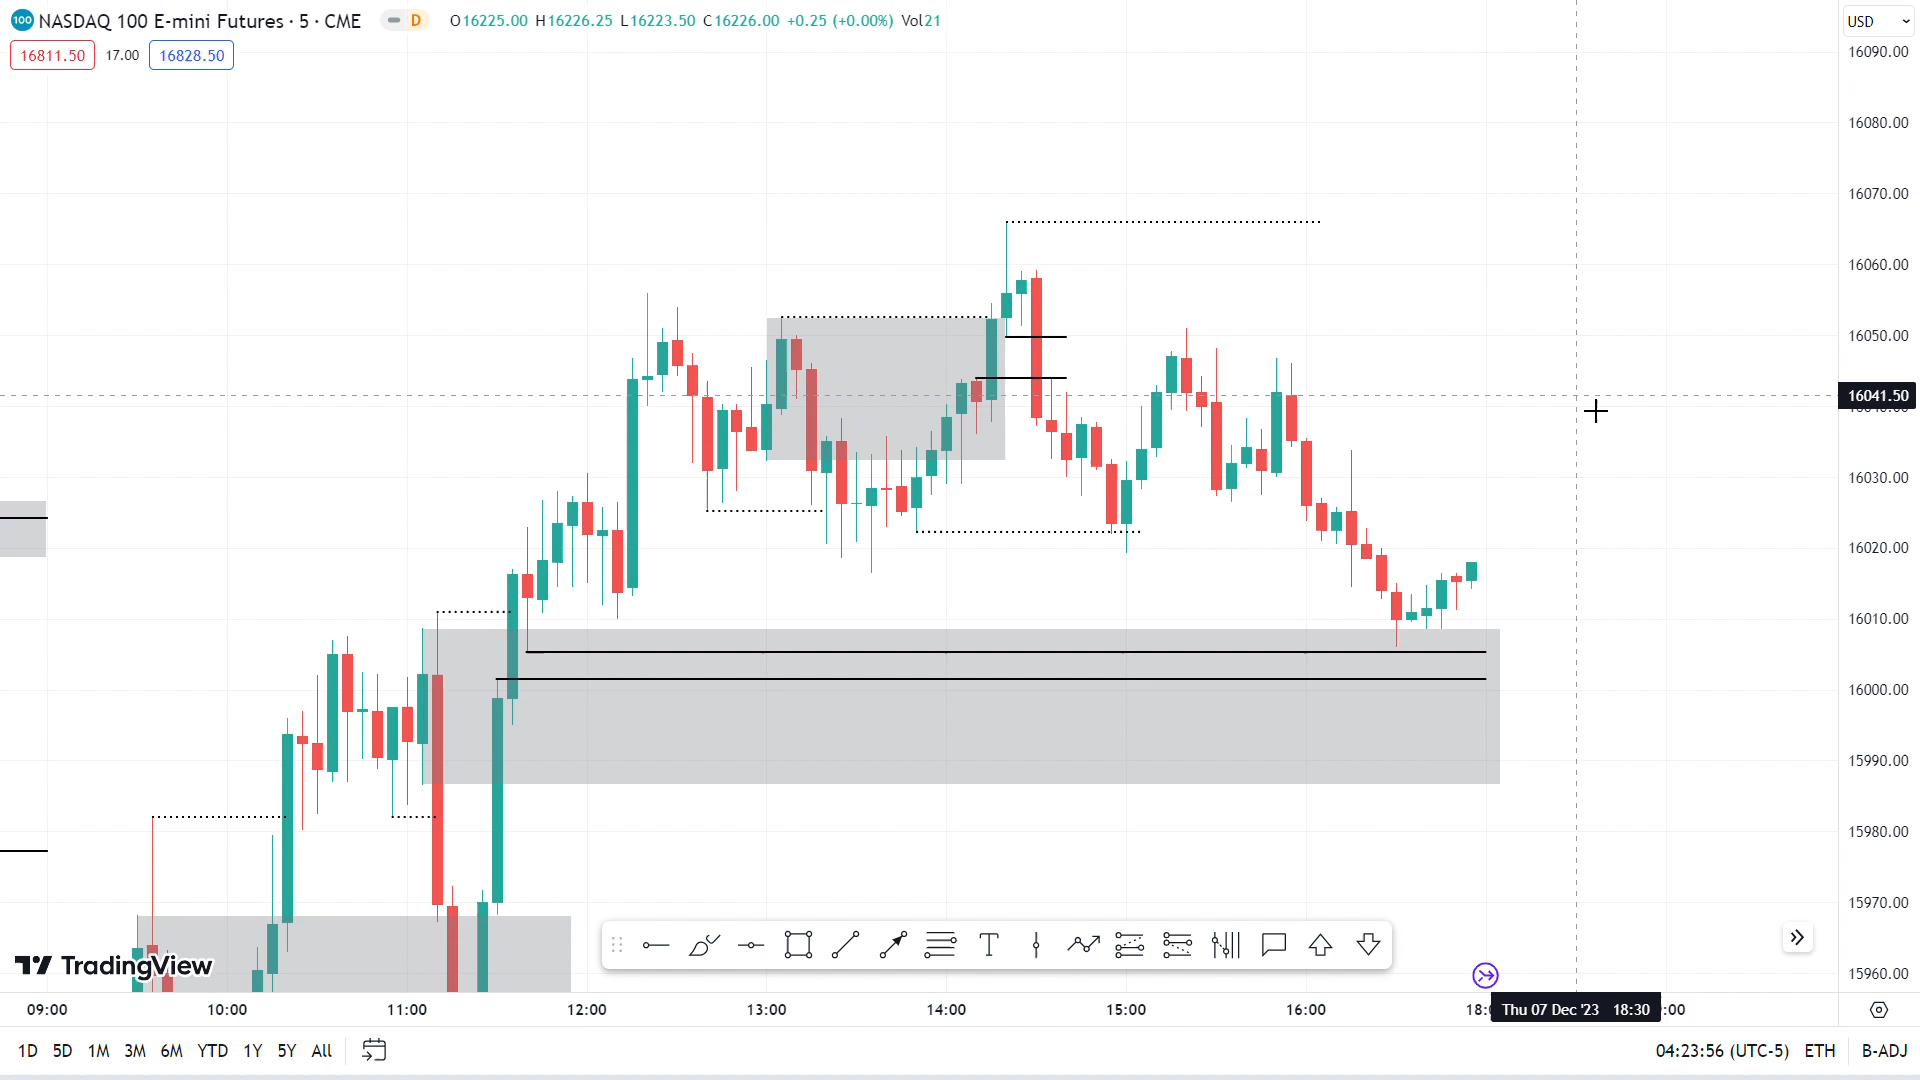 100 NASDAQ 100 E-mini Futures · 5 · CME D O16225.00 H16226.25 L16223.50 C16226.00 +0.25 (+0.00%) Vol21 USD
16811.50 17.00 16828.50
16090.00
16080.00
16070.00
16060.00
16050.00
16041.50
16030.00
16020.00
16010.00
16000.00
15990.00
15980.00
15970.00
15960.00
TradingView
09:00 10:00 11:00 12:00 13:00 14:00 15:00 16:00 Thu 07 Dec '23 18:30
1D 5D 1M 3M 6M YTD 1Y 5Y All 04:23:56 (UTC-5) ETH B-ADJ